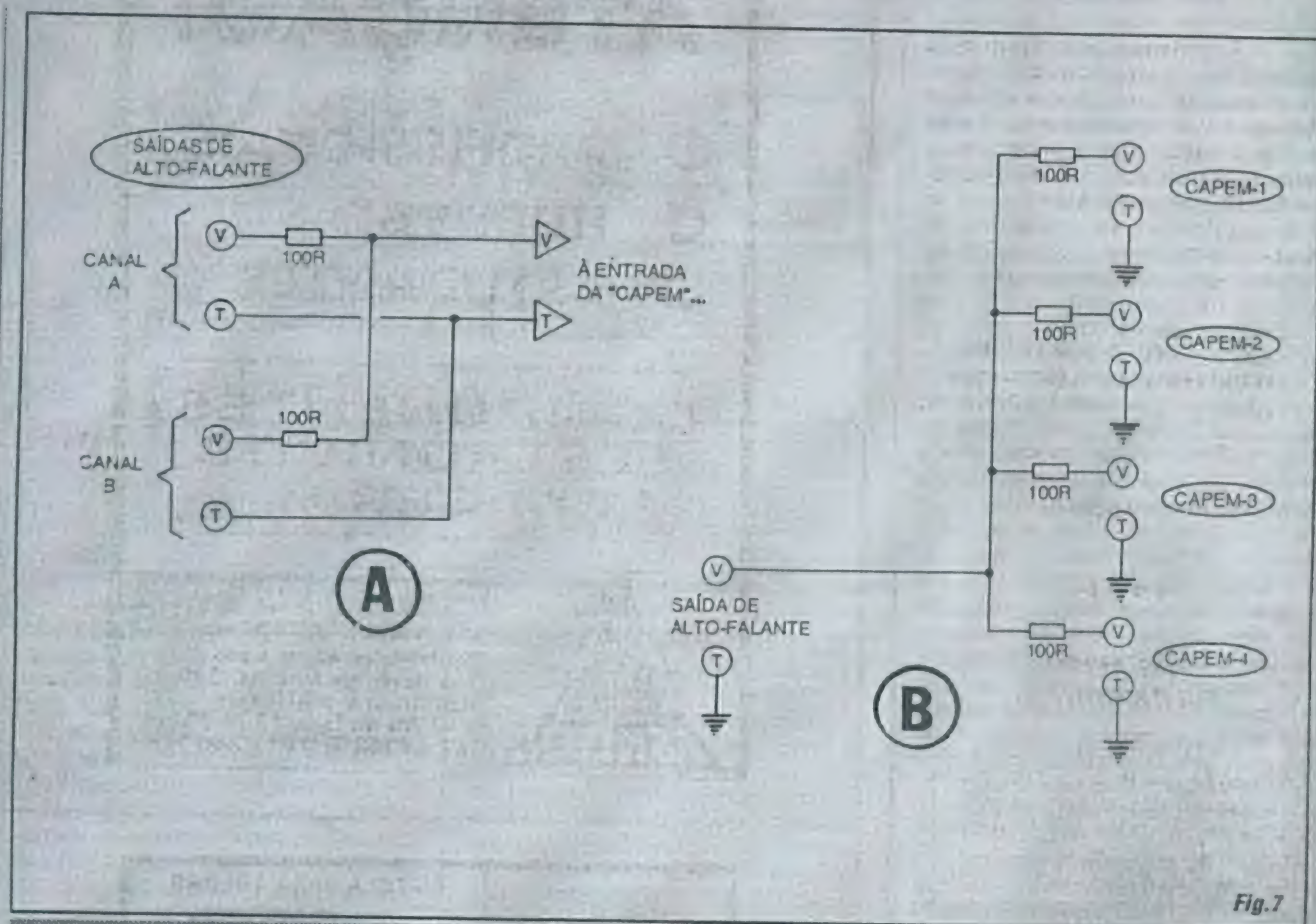 SAÍDAS DE
ALTO-FALANTE
CANAL
A
V
100R
V
T
T
À ENTRADA
DA "CAPEM"...
CANAL
B
V
100R
T
A
V
SAÍDA DE
ALTO-FALANTE
T
100R
V
CAPEM-1
T
100R
V
CAPEM-2
T
100R
V
CAPEM-3
T
100R
V
CAPEM-4
T
B
Fig.7